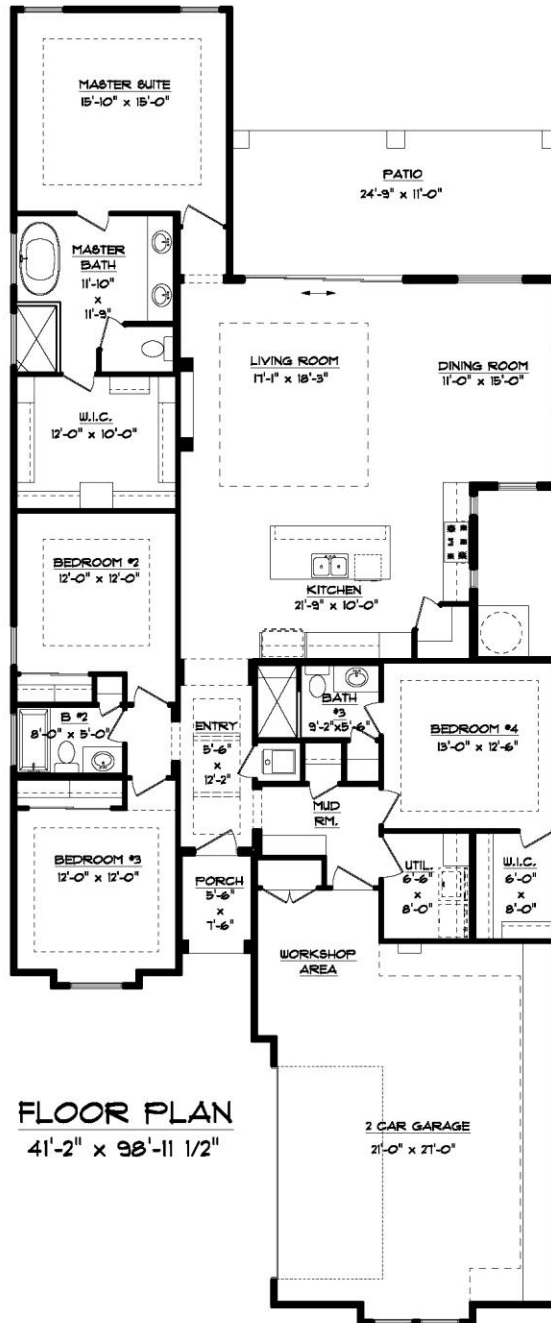 MASTER SUITE
15'-10" x 15'-0"
PATIO
24'-9" x 11'-0"
MASTER
BATH
11'-10"
x
11'-9"
LIVING ROOM
17'-1" x 18'-3"
DINING ROOM
11'-0" x 15'-0"
W.I.C.
12'-0" x 10'-0"
BEDROOM #2
12'-0" x 12'-0"
KITCHEN
21'-9" x 10'-0"
B #2
8'-0" x 5'-0"
ENTRY
5'-6"
x
12'-2"
BATH
#3
9'-2"x5'-6"
BEDROOM #4
13'-0" x 12'-6"
MUD
RM.
BEDROOM #3
12'-0" x 12'-0"
PORCH
5'-6"
x
7'-6"
UTIL.
6'-6"
x
8'-0"
W.I.C.
6'-0"
x
8'-0"
WORKSHOP
AREA
FLOOR PLAN
41'-2" x 98'-11 1/2"
2 CAR GARAGE
21'-0" x 27'-0"